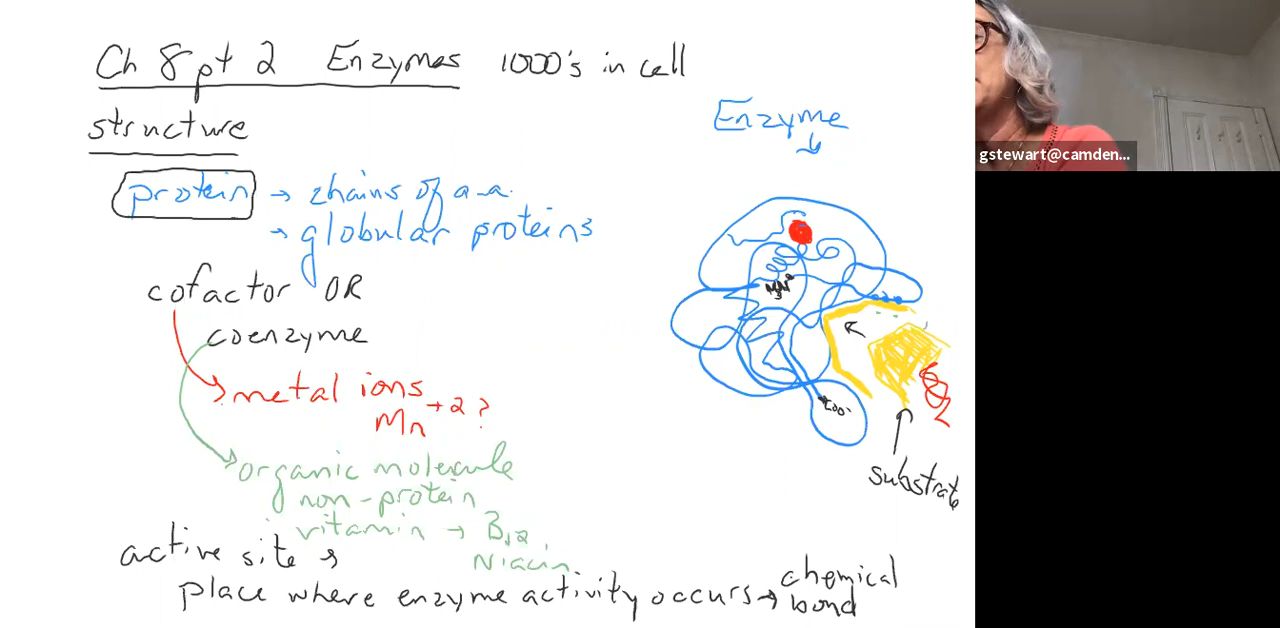 Ch 8 pt 2 Enzymes 1000's in cell
structure
protein → chains of a-a.
→ globular proteins
cofactor OR
coenzyme
metal ions
Mn+2 ?
organic molecule
non-protein
vitamin → B12
Niacin
active site
place where enzyme activity occurs → chemical
bond
Enzyme
COO-
substrate
gstewart@camden...